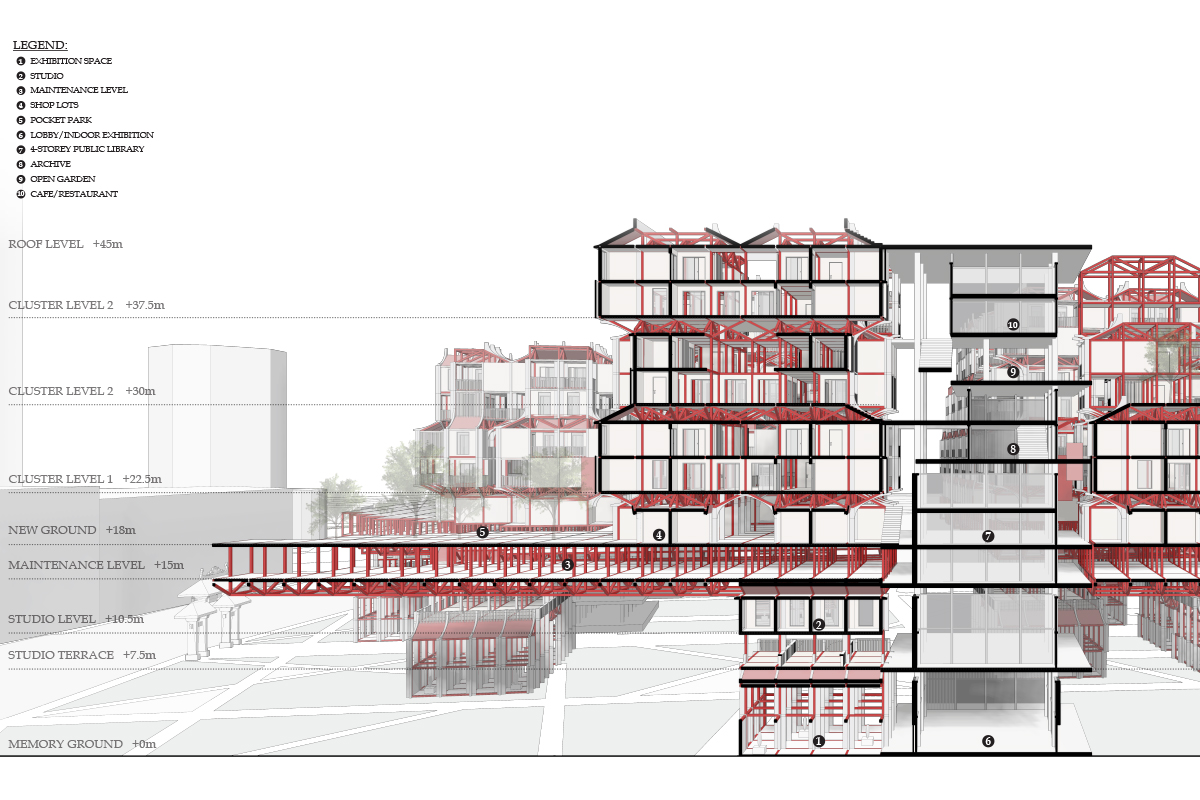 LEGEND:
1 EXHIBITION SPACE
2 STUDIO
3 MAINTENANCE LEVEL
4 SHOP LOTS
5 POCKET PARK
6 LOBBY/INDOOR EXHIBITION
7 4-STOREY PUBLIC LIBRARY
8 ARCHIVE
9 OPEN GARDEN
10 CAFE/RESTAURANT
ROOF LEVEL +45m
CLUSTER LEVEL 2 +37.5m
10
9
CLUSTER LEVEL 2 +30m
8
CLUSTER LEVEL 1 +22.5m
NEW GROUND +18m
5
4
7
MAINTENANCE LEVEL +15m
3
STUDIO LEVEL +10.5m
2
STUDIO TERRACE +7.5m
MEMORY GROUND +0m
1
6